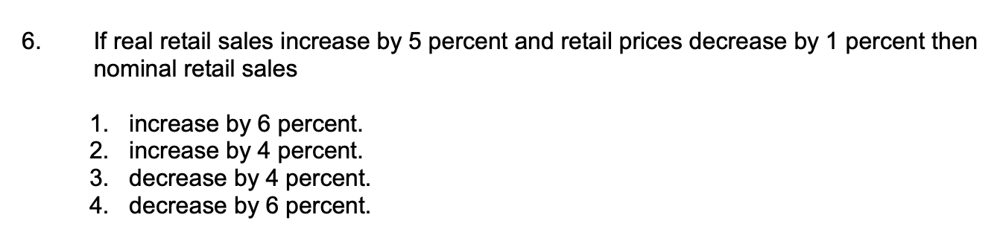 6. If real retail sales increase by 5 percent and retail prices decrease by 1 percent then
nominal retail sales
1. increase by 6 percent.
2. increase by 4 percent.
3. decrease by 4 percent.
4. decrease by 6 percent.